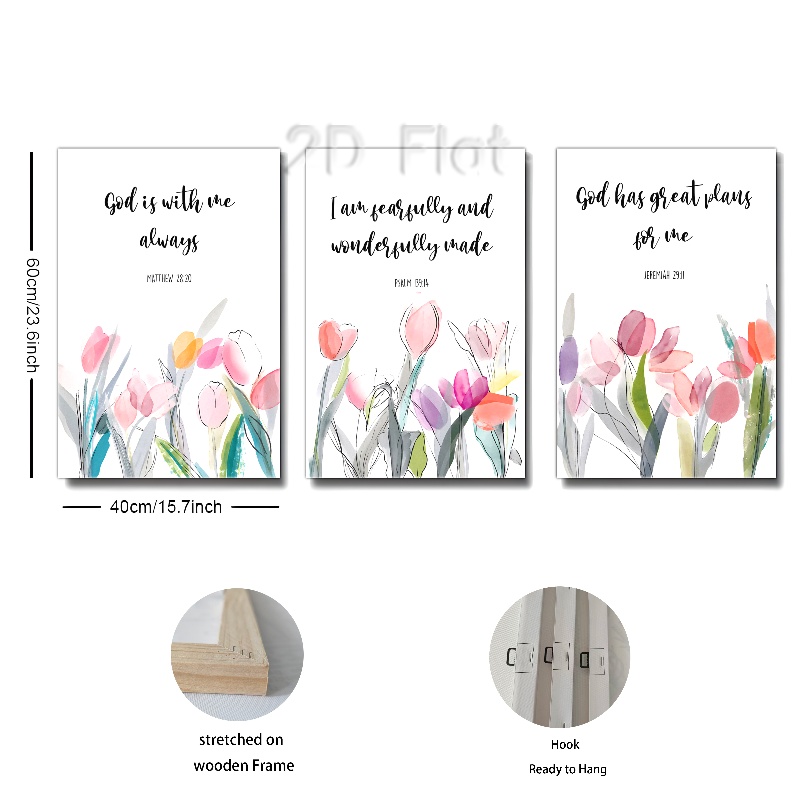 2D Flat
God is with me
always
MATTHEW 28:20
I am fearfully and
wonderfully made
PSALM 139:14
God has great plans
for me
JEREMIAH 29:11
60cm/23.6inch
40cm/15.7inch
stretched on
wooden Frame
Hook
Ready to Hang